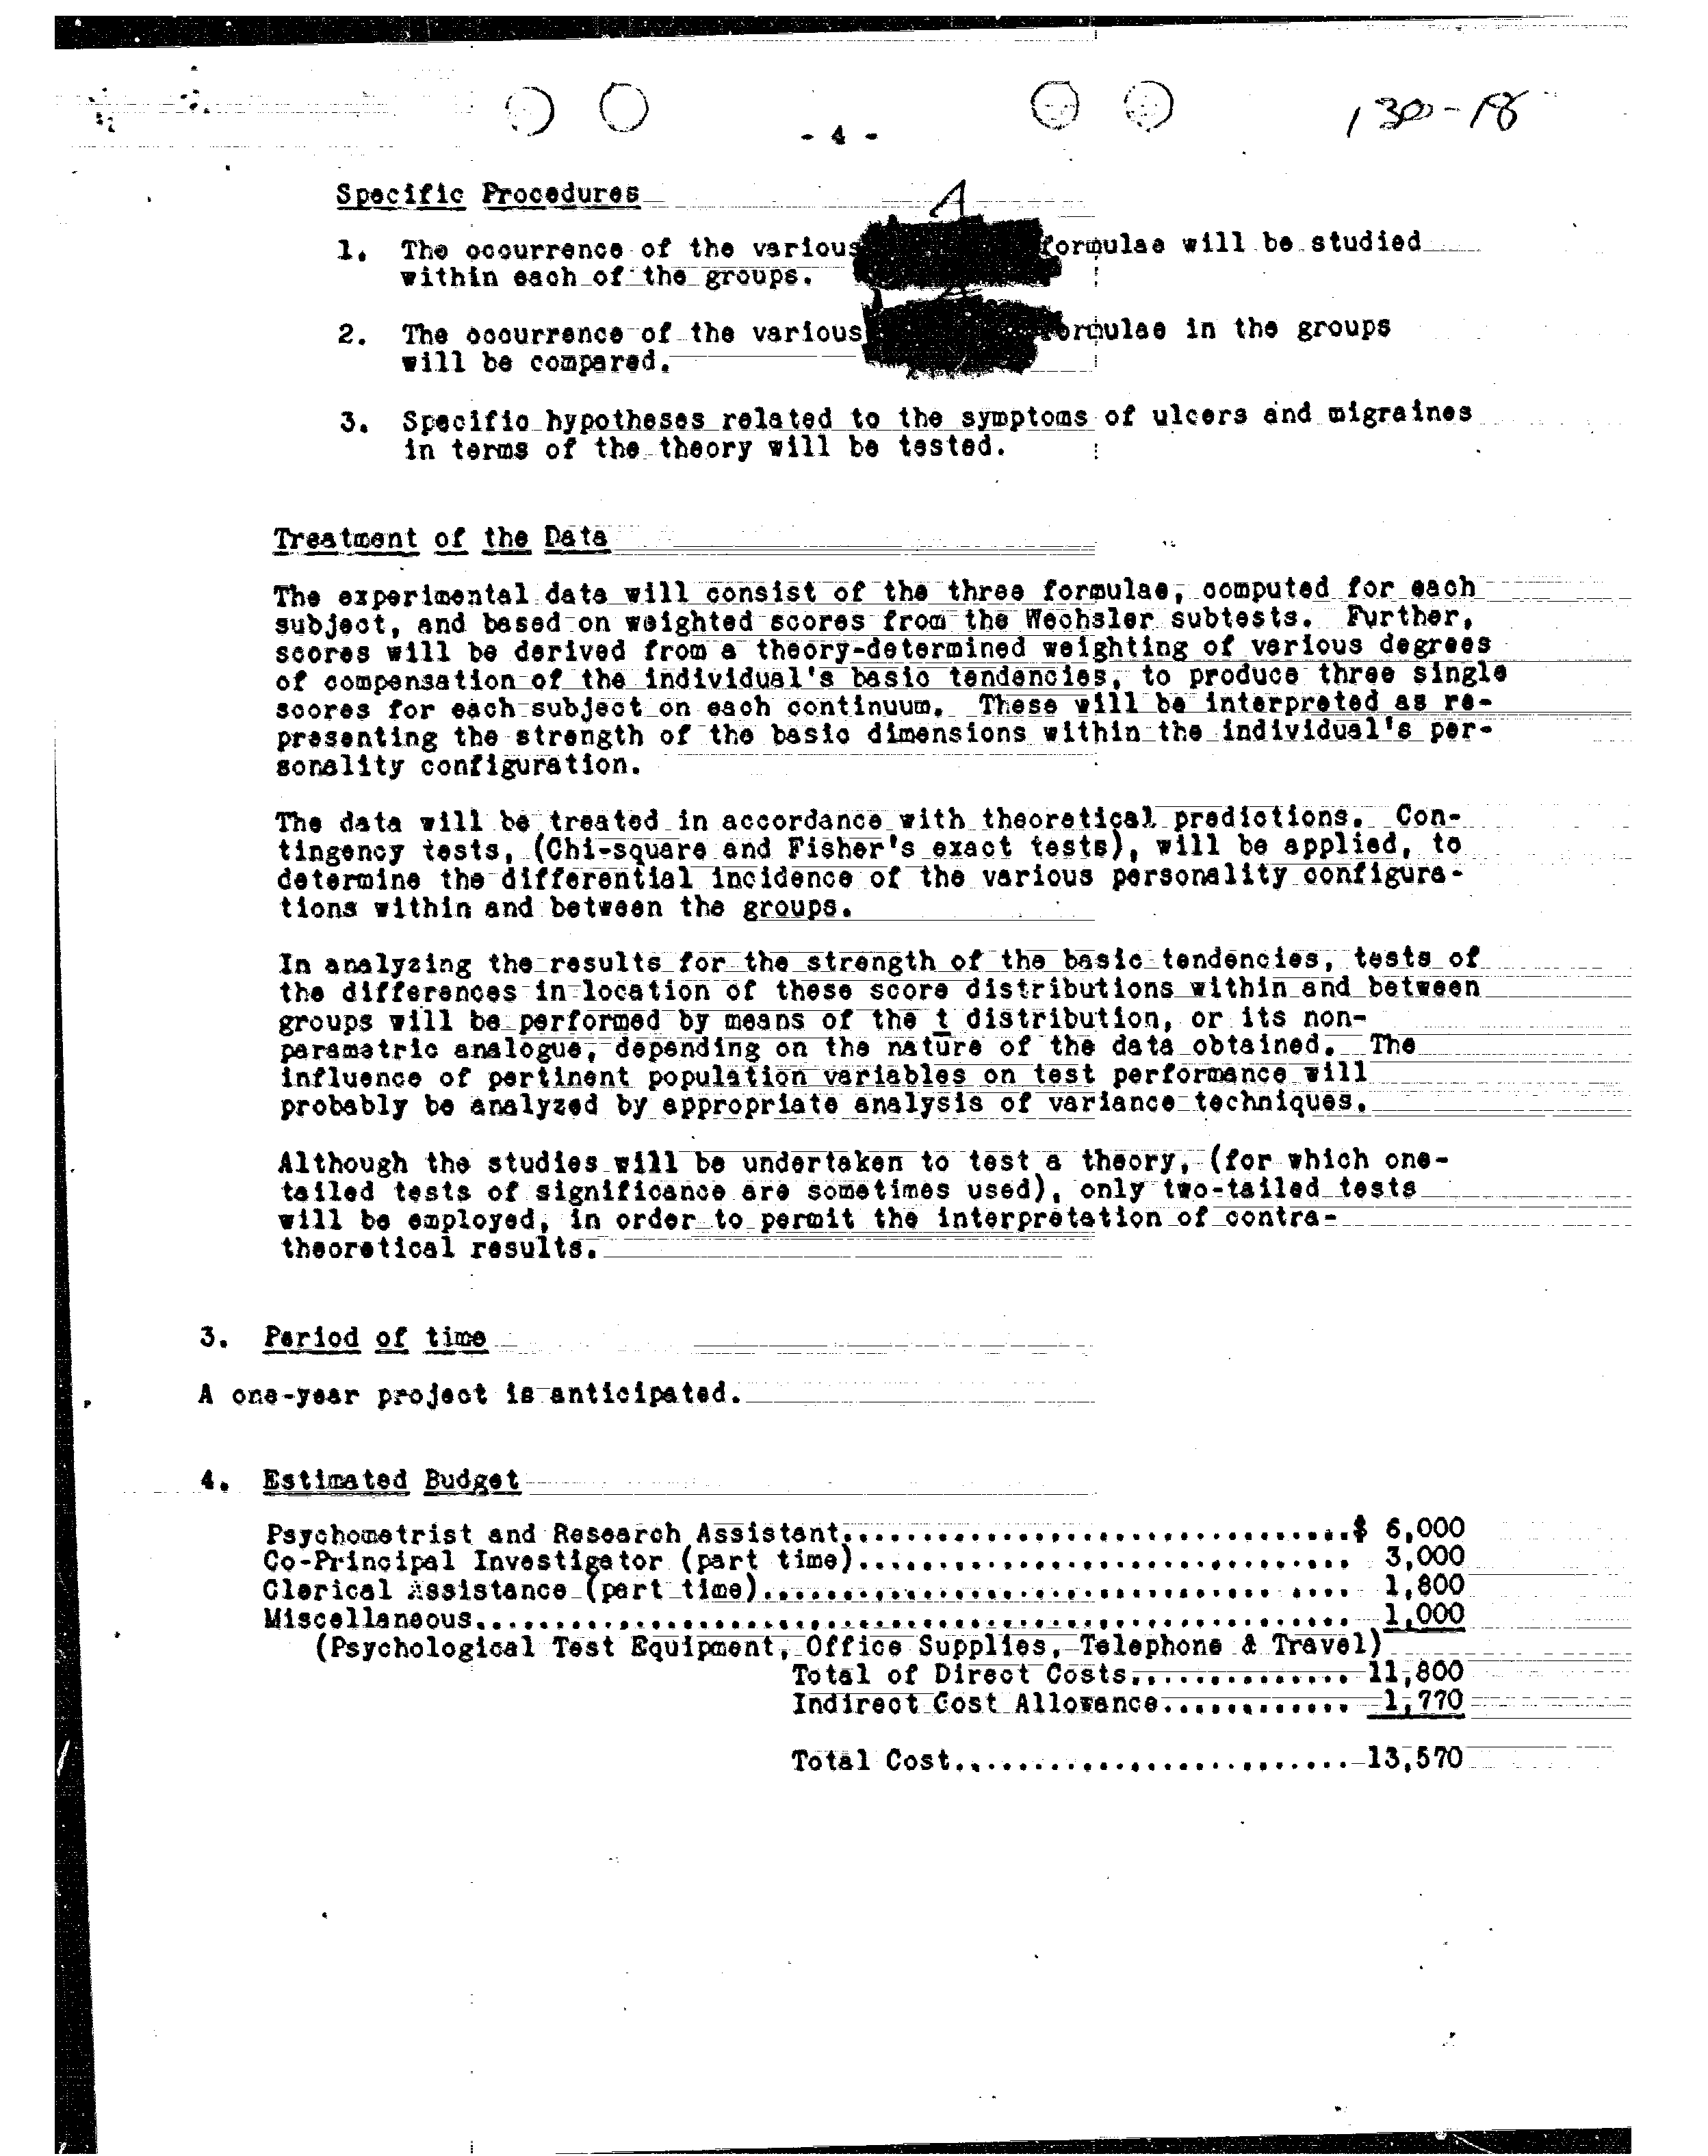 - 4 -
130-18
Specific Procedures
A
1. The occurrence of the various formulae will be studied
within each of the groups.
2. The occurrence of the various formulae in the groups
will be compared.
3. Specific hypotheses related to the symptoms of ulcers and migraines
in terms of the theory will be tested.
Treatment of the Data
The experimental data will consist of the three formulae, computed for each
subject, and based on weighted scores from the Wechsler subtests. Further,
scores will be derived from a theory-determined weighting of various degrees
of compensation of the individual's basic tendencies, to produce three single
scores for each subject on each continuum. These will be interpreted as re-
presenting the strength of the basic dimensions within the individual's per-
sonality configuration.
The data will be treated in accordance with theoretical predictions. Con-
tingency tests, (Chi-square and Fisher's exact tests), will be applied, to
determine the differential incidence of the various personality configura-
tions within and between the groups.
In analyzing the results for the strength of the basic tendencies, tests of
the differences in location of these score distributions within and between
groups will be performed by means of the t distribution, or its non-
parametric analogue, depending on the nature of the data obtained. The
influence of pertinent population variables on test performance will
probably be analyzed by appropriate analysis of variance techniques.
Although the studies will be undertaken to test a theory, (for which one-
tailed tests of significance are sometimes used), only two-tailed tests
will be employed, in order to permit the interpretation of contra-
theoretical results.
3. Period of time
A one-year project is anticipated.
4. Estimated Budget
Psychometrist and Research Assistant................................$ 6,000
Co-Principal Investigator (part time)............................... 3,000
Clerical Assistance (part time)..................................... 1,800
Miscellaneous....................................................... 1,000
(Psychological Test Equipment, Office Supplies, Telephone & Travel)
Total of Direct Costs.............. 11,800
Indirect Cost Allowance............ 1,770
Total Cost......................... 13,570